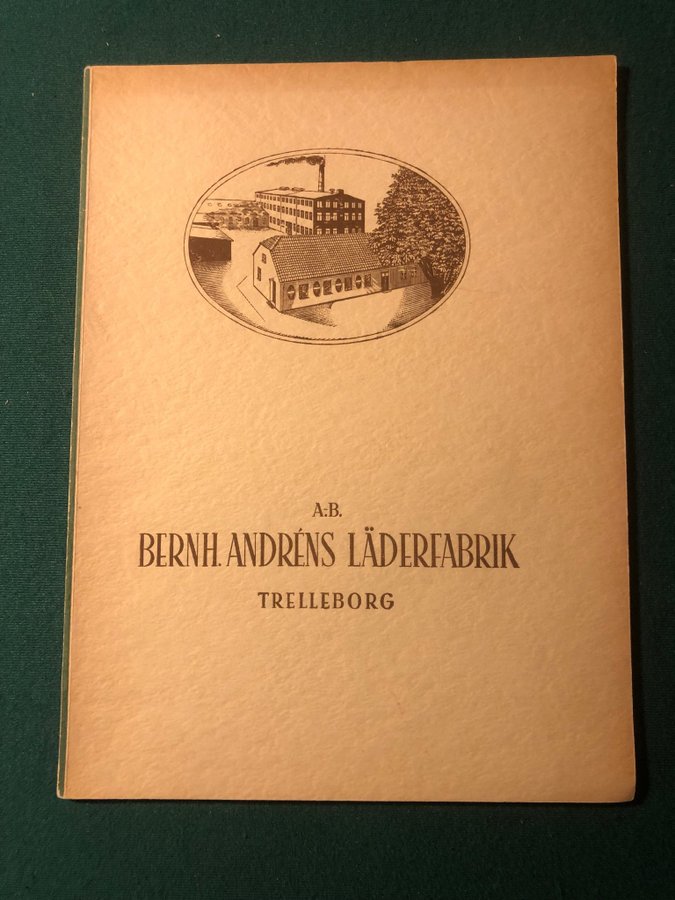 A.-B.
BERNH. ANDRÉNS LÄDERFABRIK
TRELLEBORG